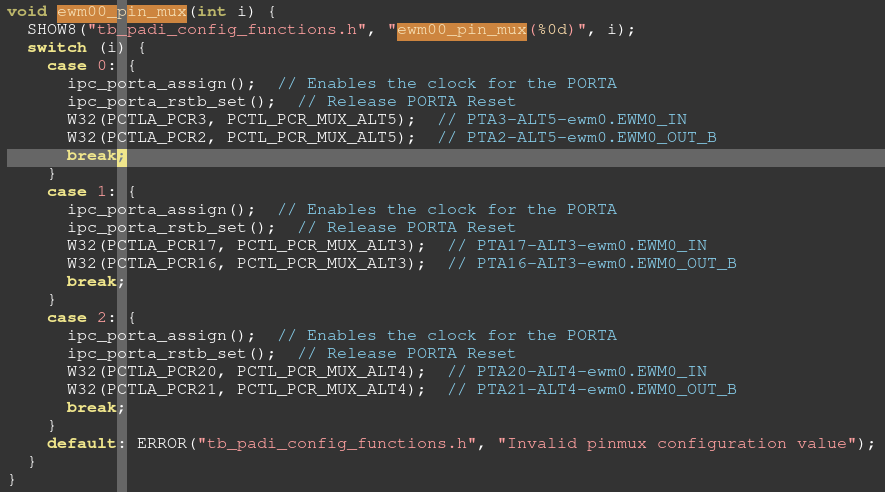 void ewm00_pin_mux(int i) {
  SHOW8("tb_padi_config_functions.h", "ewm00_pin_mux(%0d)", i);
  switch (i) {
    case 0: {
      ipc_porta_assign();  // Enables the clock for the PORTA
      ipc_porta_rstb_set();  // Release PORTA Reset
      W32(PCTLA_PCR3, PCTL_PCR_MUX_ALT5);  // PTA3-ALT5-ewm0.EWM0_IN
      W32(PCTLA_PCR2, PCTL_PCR_MUX_ALT5);  // PTA2-ALT5-ewm0.EWM0_OUT_B
      break;
    }
    case 1: {
      ipc_porta_assign();  // Enables the clock for the PORTA
      ipc_porta_rstb_set();  // Release PORTA Reset
      W32(PCTLA_PCR17, PCTL_PCR_MUX_ALT3);  // PTA17-ALT3-ewm0.EWM0_IN
      W32(PCTLA_PCR16, PCTL_PCR_MUX_ALT3);  // PTA16-ALT3-ewm0.EWM0_OUT_B
      break;
    }
    case 2: {
      ipc_porta_assign();  // Enables the clock for the PORTA
      ipc_porta_rstb_set();  // Release PORTA Reset
      W32(PCTLA_PCR20, PCTL_PCR_MUX_ALT4);  // PTA20-ALT4-ewm0.EWM0_IN
      W32(PCTLA_PCR21, PCTL_PCR_MUX_ALT4);  // PTA21-ALT4-ewm0.EWM0_OUT_B
      break;
    }
    default: ERROR("tb_padi_config_functions.h", "Invalid pinmux configuration value");
  }
}